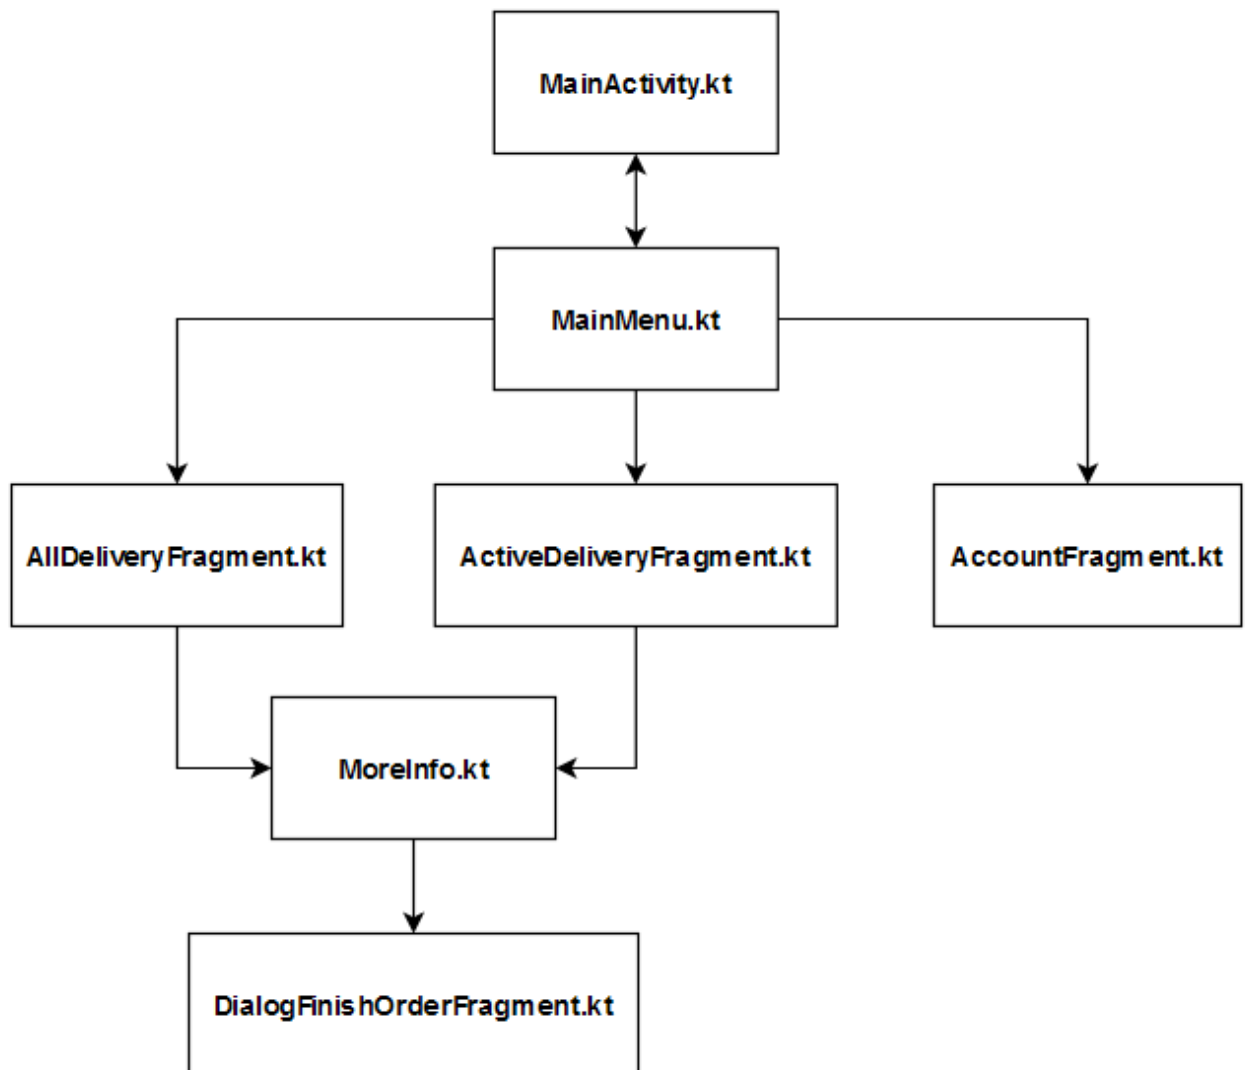 MainActivity.kt
MainMenu.kt
AllDeliveryFragment.kt
ActiveDeliveryFragment.kt
AccountFragment.kt
MoreInfo.kt
DialogFinishOrderFragment.kt